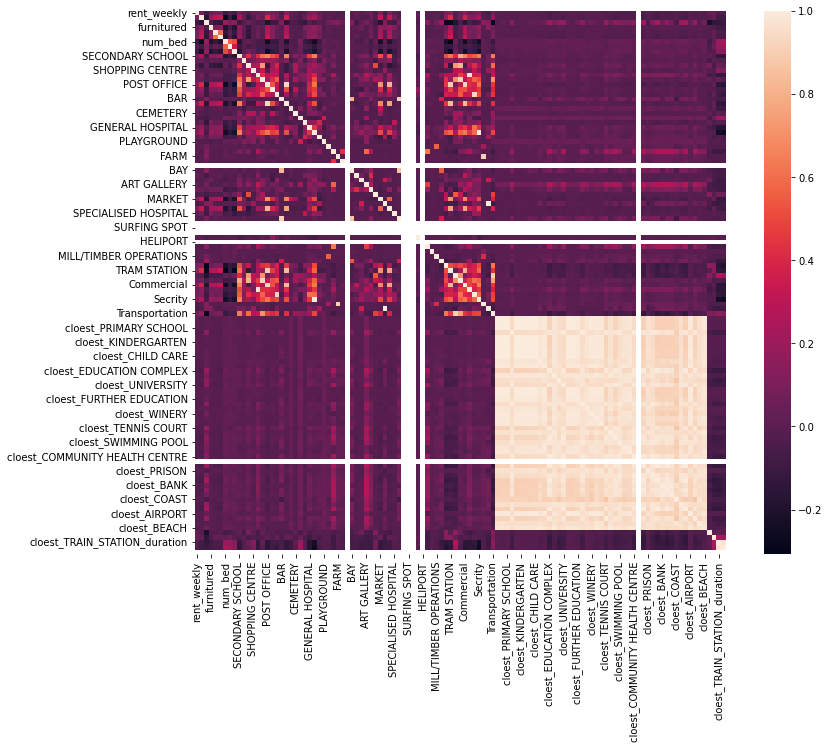 rent_weekly
furnitured
num_bed
SECONDARY SCHOOL
SHOPPING CENTRE
POST OFFICE
BAR
CEMETERY
GENERAL HOSPITAL
PLAYGROUND
FARM
BAY
ART GALLERY
MARKET
SPECIALISED HOSPITAL
SURFING SPOT
HELIPORT
MILL/TIMBER OPERATIONS
TRAM STATION
Commercial
Secrity
Transportation
cloest_PRIMARY SCHOOL
cloest_KINDERGARTEN
cloest_CHILD CARE
cloest_EDUCATION COMPLEX
cloest_UNIVERSITY
cloest_FURTHER EDUCATION
cloest_WINERY
cloest_TENNIS COURT
cloest_SWIMMING POOL
cloest_COMMUNITY HEALTH CENTRE
cloest_PRISON
cloest_BANK
cloest_COAST
cloest_AIRPORT
cloest_BEACH
cloest_TRAIN_STATION_duration
rent_weekly
furnitured
num_bed
SECONDARY SCHOOL
SHOPPING CENTRE
POST OFFICE
BAR
CEMETERY
GENERAL HOSPITAL
PLAYGROUND
FARM
BAY
ART GALLERY
MARKET
SPECIALISED HOSPITAL
SURFING SPOT
HELIPORT
MILL/TIMBER OPERATIONS
TRAM STATION
Commercial
Secrity
Transportation
cloest_PRIMARY SCHOOL
cloest_KINDERGARTEN
cloest_CHILD CARE
cloest_EDUCATION COMPLEX
cloest_UNIVERSITY
cloest_FURTHER EDUCATION
cloest_WINERY
cloest_TENNIS COURT
cloest_SWIMMING POOL
cloest_COMMUNITY HEALTH CENTRE
cloest_PRISON
cloest_BANK
cloest_COAST
cloest_AIRPORT
cloest_BEACH
cloest_TRAIN_STATION_duration
1.0
0.8
0.6
0.4
0.2
0.0
−0.2